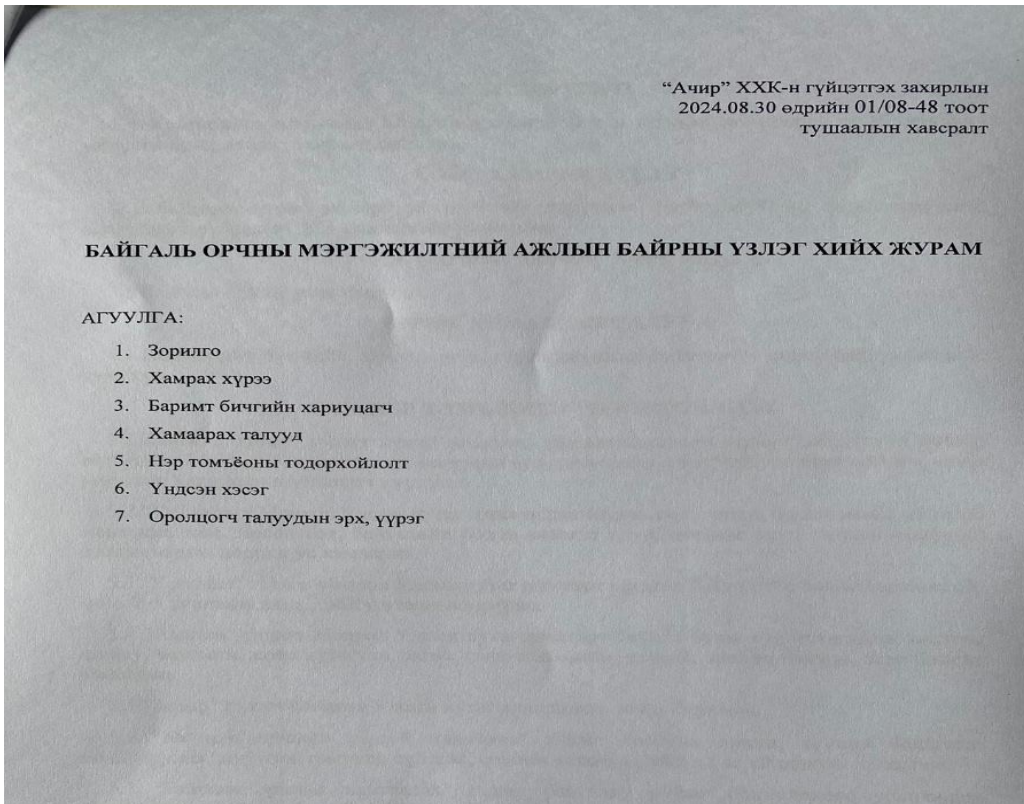 “Ачир” ХХК-н гүйцэтгэх захирлын
2024.08.30 өдрийн 01/08-48 тоот
тушаалын хавсралт
БАЙГАЛЬ ОРЧНЫ МЭРГЭЖИЛТНИЙ АЖЛЫН БАЙРНЫ ҮЗЛЭГ ХИЙХ ЖУРАМ
АГУУЛГА:
1. Зорилго
2. Хамрах хүрээ
3. Баримт бичгийн хариуцагч
4. Хамаарах талууд
5. Нэр томъёоны тодорхойлолт
6. Үндсэн хэсэг
7. Оролцогч талуудын эрх, үүрэг